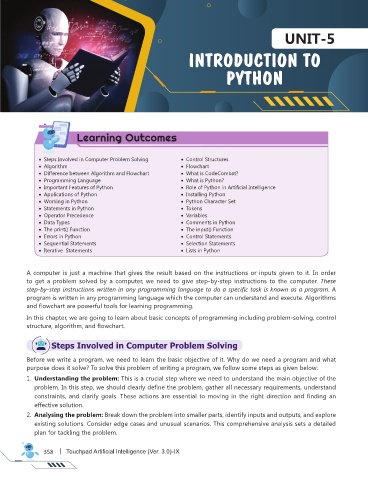 UNIT-5
INTRODUCTION TO
PYTHON
Learning Outcomes
• Steps Involved in Computer Problem Solving
• Algorithm
• Difference between Algorithm and Flowchart
• Programming Language
• Important Features of Python
• Applications of Python
• Working in Python
• Statements in Python
• Operator Precedence
• Data Types
• The print() Function
• Errors in Python
• Sequential Statements
• Iterative Statements
• Control Structures
• Flowchart
• What is CodeCombat?
• What is Python?
• Role of Python in Artificial Intelligence
• Installing Python
• Python Character Set
• Tokens
• Variables
• Comments in Python
• The input() Function
• Control Statements
• Selection Statements
• Lists in Python
A computer is just a machine that gives the result based on the instructions or inputs given to it. In order
to get a problem solved by a computer, we need to give step-by-step instructions to the computer. These
step-by-step instructions written in any programming language to do a specific task is known as a program. A
program is written in any programming language which the computer can understand and execute. Algorithms
and flowchart are powerful tools for learning programming.
In this chapter, we are going to learn about basic concepts of programming including problem-solving, control
structure, algorithm, and flowchart.
Steps Involved in Computer Problem Solving
Before we write a program, we need to learn the basic objective of it. Why do we need a program and what
purpose does it solve? To solve this problem of writing a program, we follow some steps as given below:
1. Understanding the problem: This is a crucial step where we need to understand the main objective of the
problem. In this step, we should clearly define the problem, gather all necessary requirements, understand
constraints, and clarify goals. These actions are essential to moving in the right direction and finding an
effective solution.
2. Analysing the problem: Break down the problem into smaller parts, identify inputs and outputs, and explore
existing solutions. Consider edge cases and unusual scenarios. This comprehensive analysis sets a detailed
plan for tackling the problem.
358 | Touchpad Artificial Intelligence (Ver. 3.0)-IX